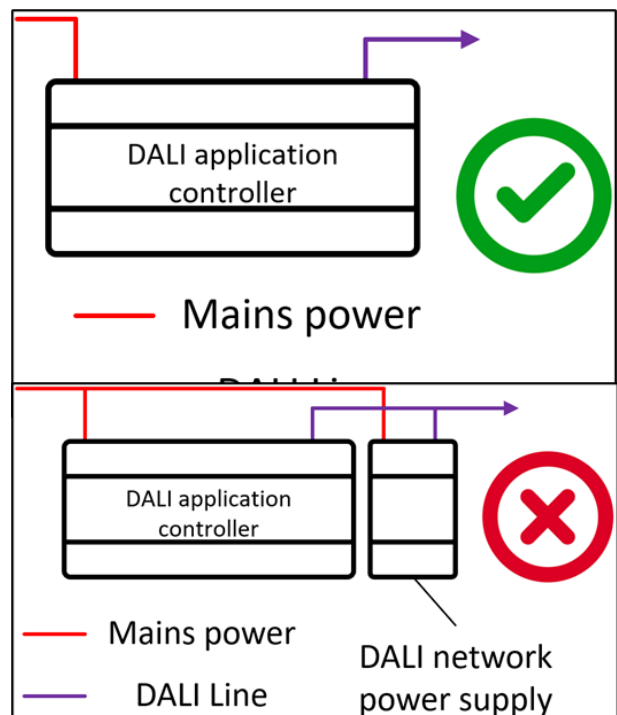 DALI application
controller
Mains power
DALI application
controller
Mains power
DALI Line
DALI network
power supply